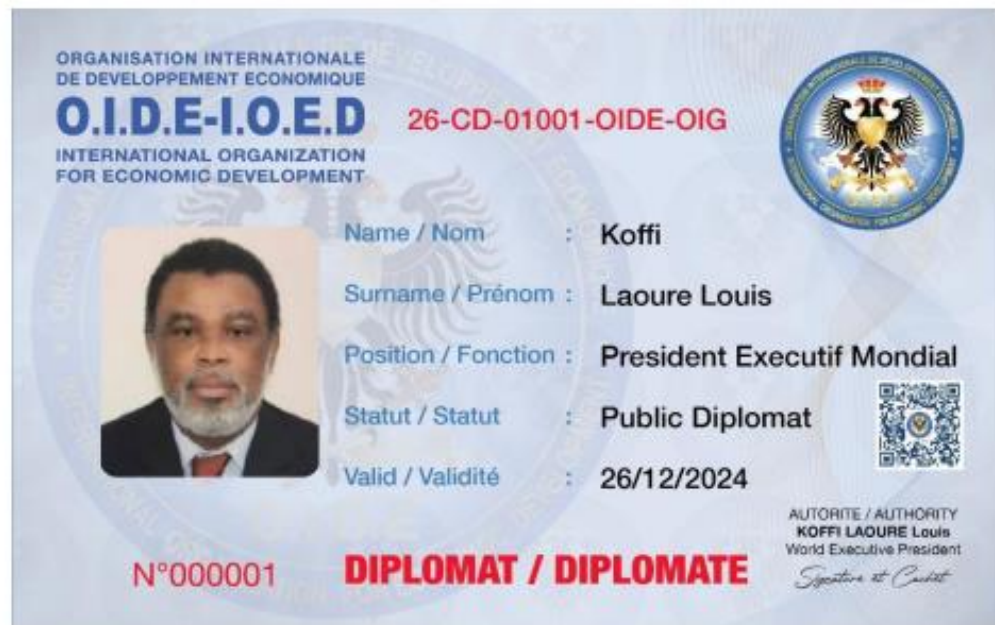 ORGANISATION INTERNATIONALE
DE DEVELOPPEMENT ECONOMIQUE
O.I.D.E-I.O.E.D
INTERNATIONAL ORGANIZATION
FOR ECONOMIC DEVELOPMENT
26-CD-01001-OIDE-OIG
Name / Nom : Koffi
Surname / Prénom : Laoure Louis
Position / Fonction : President Executif Mondial
Statut / Statut : Public Diplomat
Valid / Validité : 26/12/2024
AUTORITE / AUTHORITY
KOFFI LAOURE Louis
World Executive President
Signature et Cachet
N°000001
DIPLOMAT / DIPLOMATE